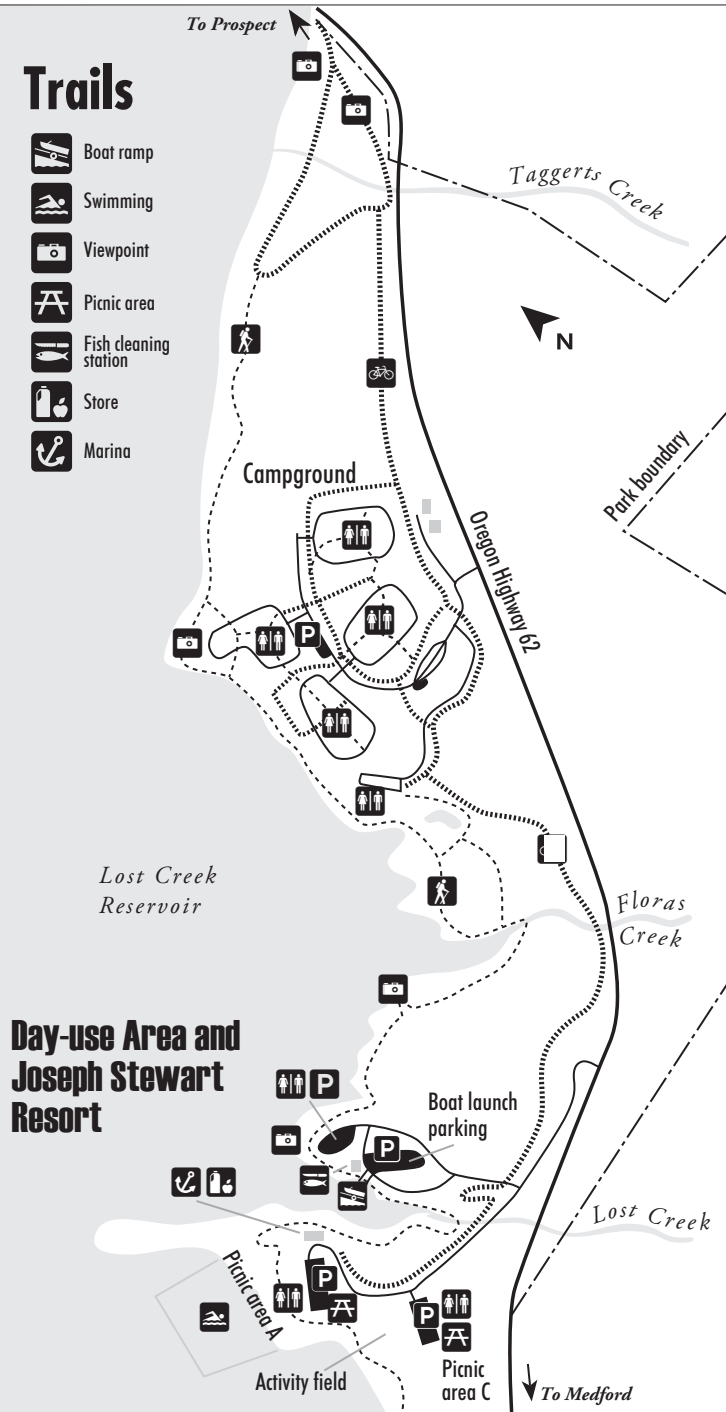 To Prospect
Trails
Boat ramp
Swimming
Viewpoint
Picnic area
Fish cleaning
station
Store
Marina
Taggerts Creek
N
Park boundary
Campground
Oregon Highway 62
P
Lost Creek
Reservoir
Floras
Creek
Day-use Area and
Joseph Stewart
Resort
P
Boat launch
parking
P
Lost Creek
Picnic area A
P
P
Activity field
Picnic
area C
To Medford